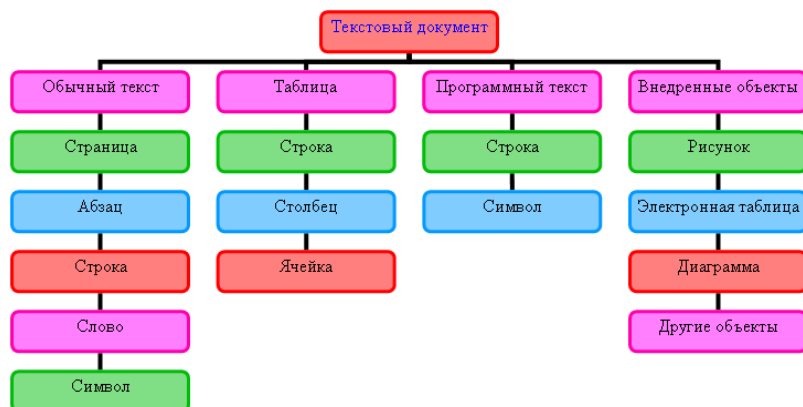 Текстовый документ
Обычный текст
Таблица
Программный текст
Внедренные объекты
Страница
Строка
Строка
Рисунок
Абзац
Столбец
Символ
Электронная таблица
Строка
Ячейка
Диаграмма
Слово
Другие объекты
Символ